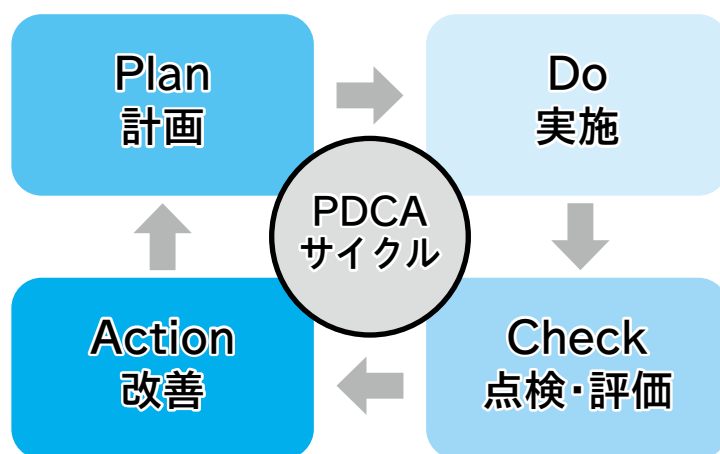 Plan
計画
Do
実施
PDCA
サイクル
Action
改善
Check
点検・評価